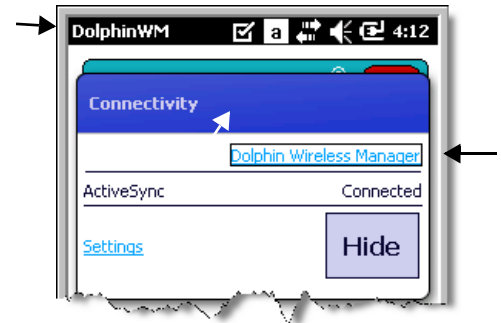 DolphinWM a 4:12
Connectivity
Dolphin Wireless Manager
ActiveSync Connected
Settings Hide